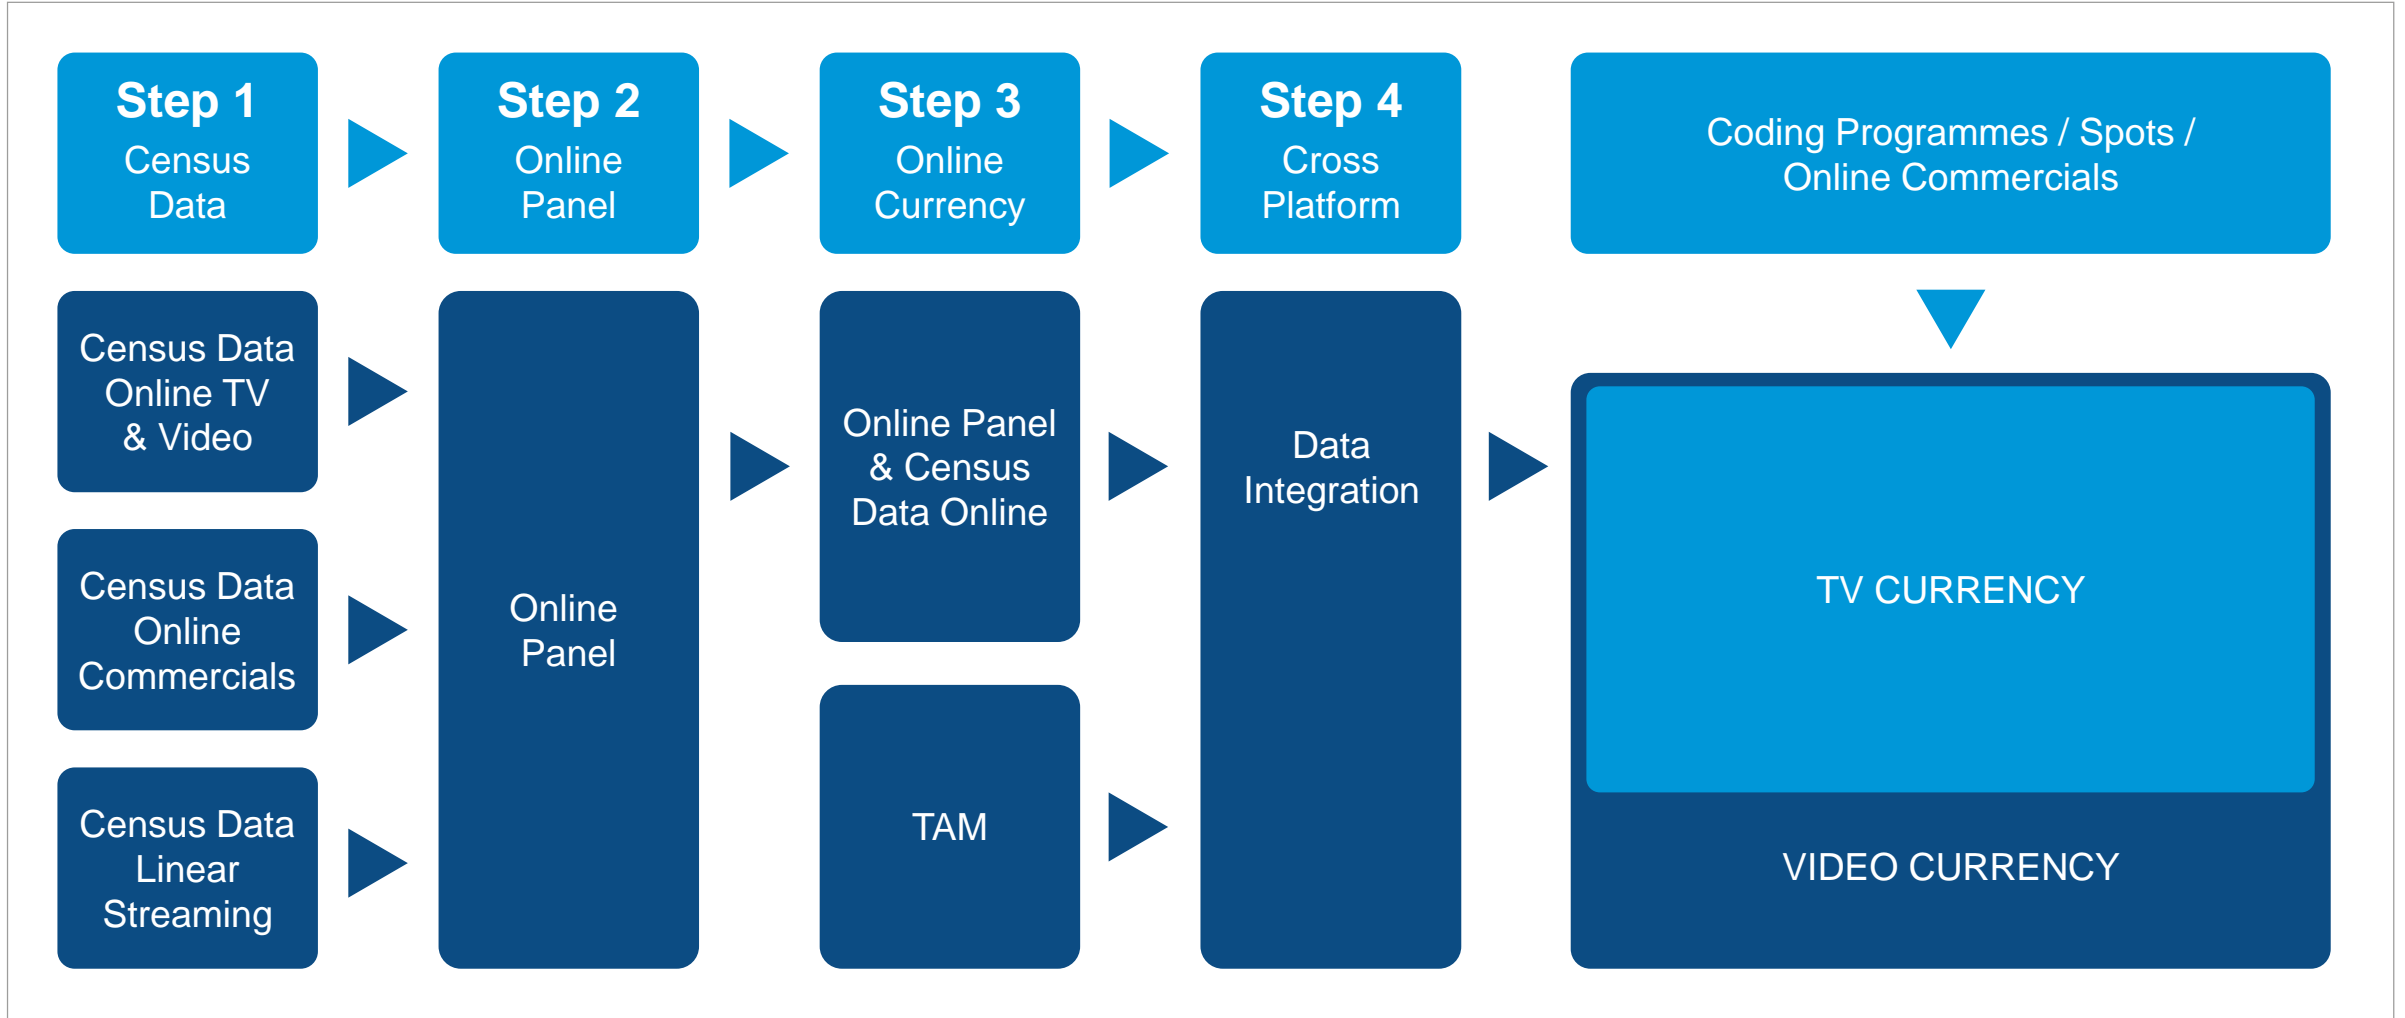 Step 1
Census
Data
Step 2
Online
Panel
Step 3
Online
Currency
Step 4
Cross
Platform
Coding Programmes / Spots /
Online Commercials
Census Data
Online TV
& Video
Census Data
Online
Commercials
Census Data
Linear
Streaming
Online
Panel
Online Panel
& Census
Data Online
TAM
Data
Integration
TV CURRENCY
VIDEO CURRENCY